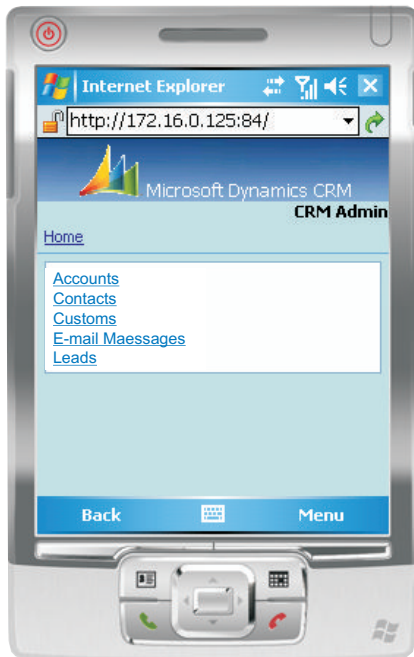 Internet Explorer
http://172.16.0.125:84/
Microsoft Dynamics CRM
CRM Admin
Home
Accounts
Contacts
Customs
E-mail Maessages
Leads
Back Menu